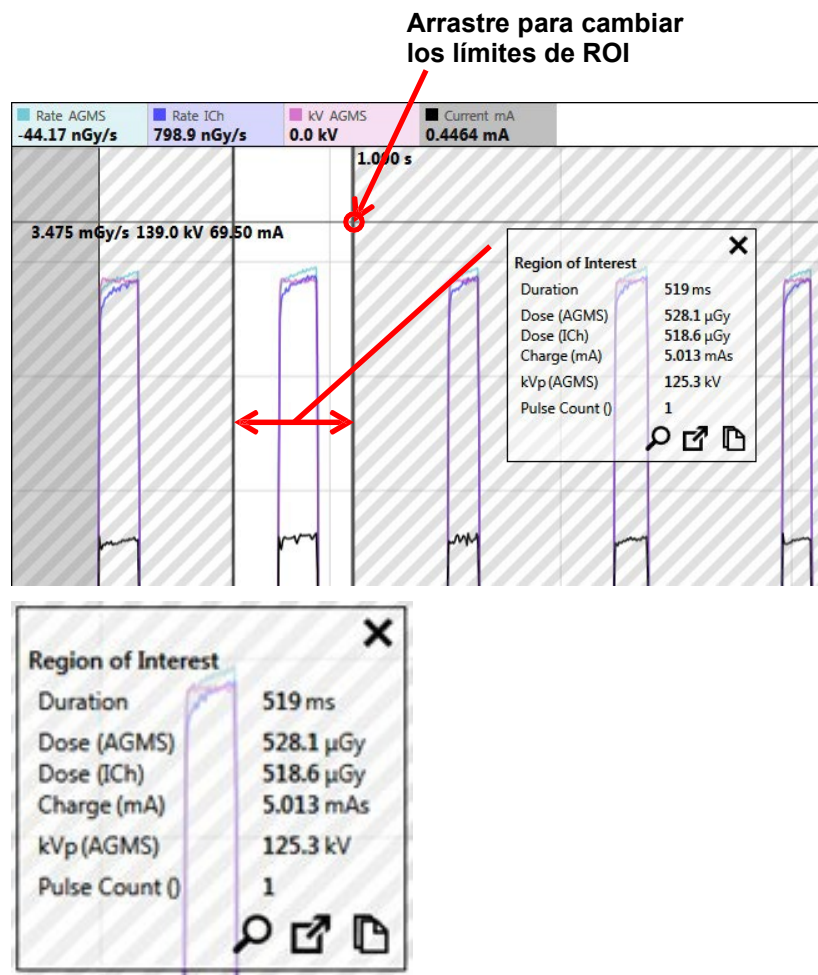 Arrastre para cambiar
los límites de ROI
Rate AGMS Rate ICh kV AGMS Current mA
-44.17 nGy/s 798.9 nGy/s 0.0 kV 0.4464 mA
1.000 s
3.475 mGy/s 139.0 kV 69.50 mA
Region of Interest
Duration 519 ms
Dose (AGMS) 528.1 µGy
Dose (ICh) 518.6 µGy
Charge (mA) 5.013 mAs
kVp (AGMS) 125.3 kV
Pulse Count () 1
Region of Interest
Duration 519 ms
Dose (AGMS) 528.1 µGy
Dose (ICh) 518.6 µGy
Charge (mA) 5.013 mAs
kVp (AGMS) 125.3 kV
Pulse Count () 1